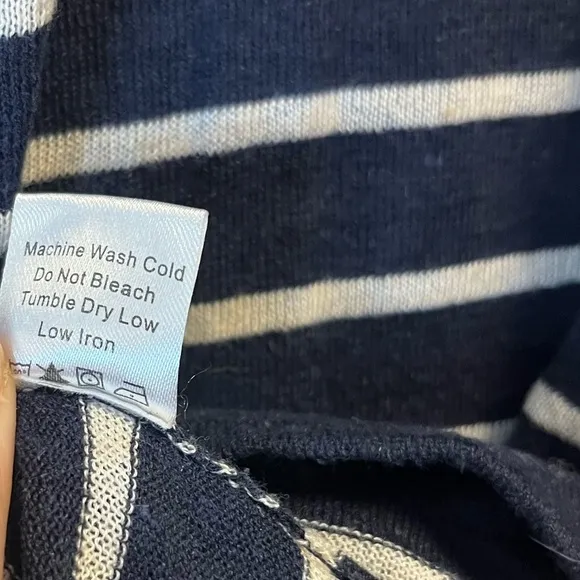 Machine Wash Cold
Do Not Bleach
Tumble Dry Low
Low Iron